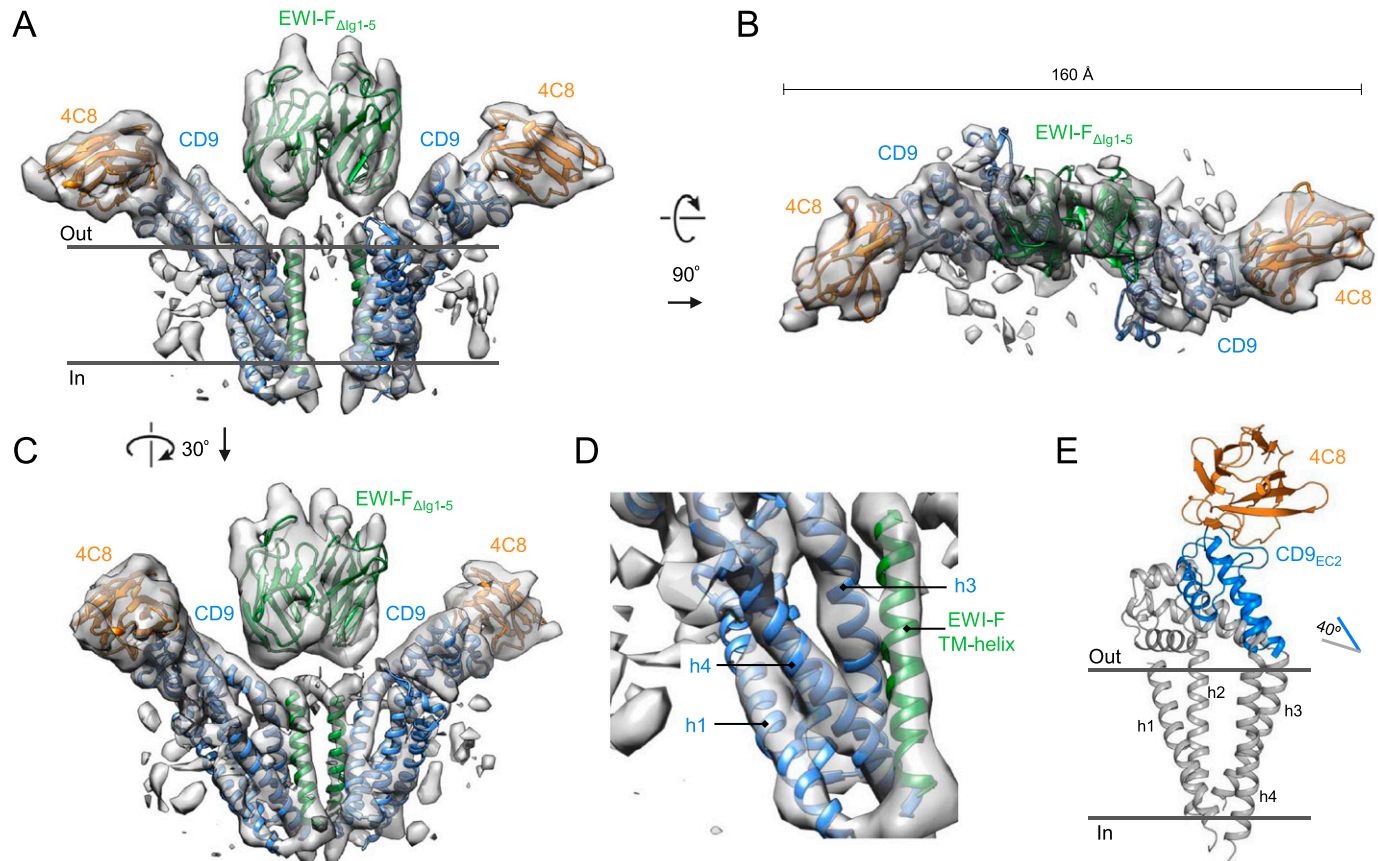 A
EWI-FΔIg1-5
4C8
CD9
CD9
4C8
Out
In
90°
B
160 Å
EWI-FΔIg1-5
CD9
4C8
4C8
CD9
30°
C
EWI-FΔIg1-5
4C8
CD9
CD9
4C8
D
h3
EWI-F
TM-helix
h4
h1
E
4C8
CD9EC2
40º
Out
h2
h1
h3
h4
In